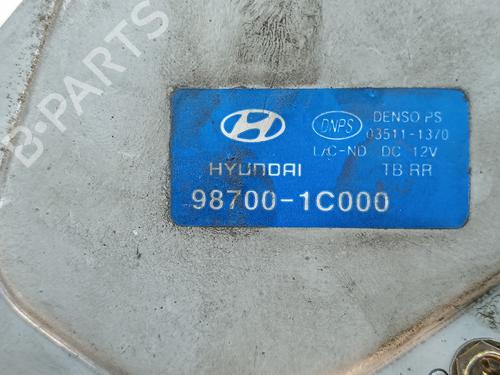 B-PARTS
DNPS
DENSO PS
03511-1370
L/C-ND DC 12V
HYUNDAI
TB RR
98700-1C000